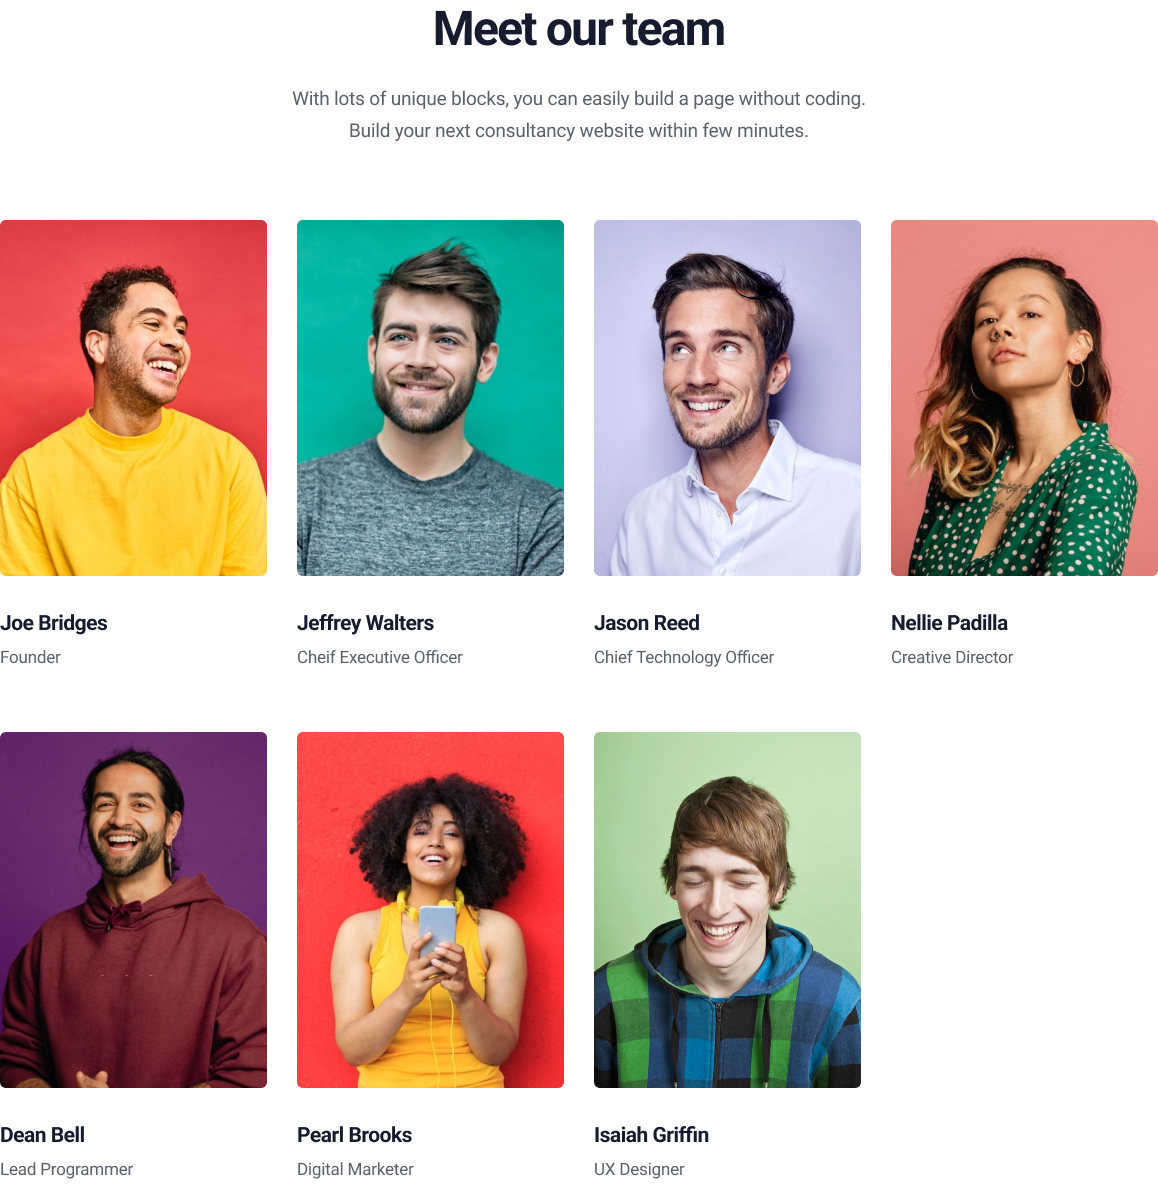 Meet our team
With lots of unique blocks, you can easily build a page without coding.
Build your next consultancy website within few minutes.
Joe Bridges
Founder
Jeffrey Walters
Cheif Executive Officer
Jason Reed
Chief Technology Officer
Nellie Padilla
Creative Director
Dean Bell
Lead Programmer
Pearl Brooks
Digital Marketer
Isaiah Griffin
UX Designer